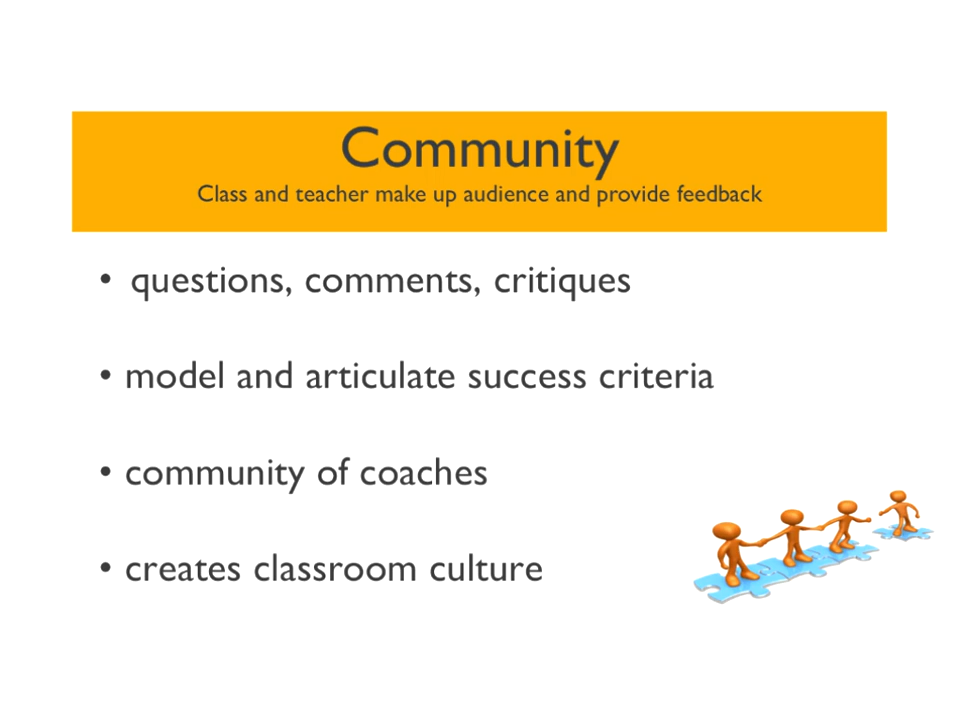 Community
Class and teacher make up audience and provide feedback
• questions, comments, critiques
• model and articulate success criteria
• community of coaches
• creates classroom culture